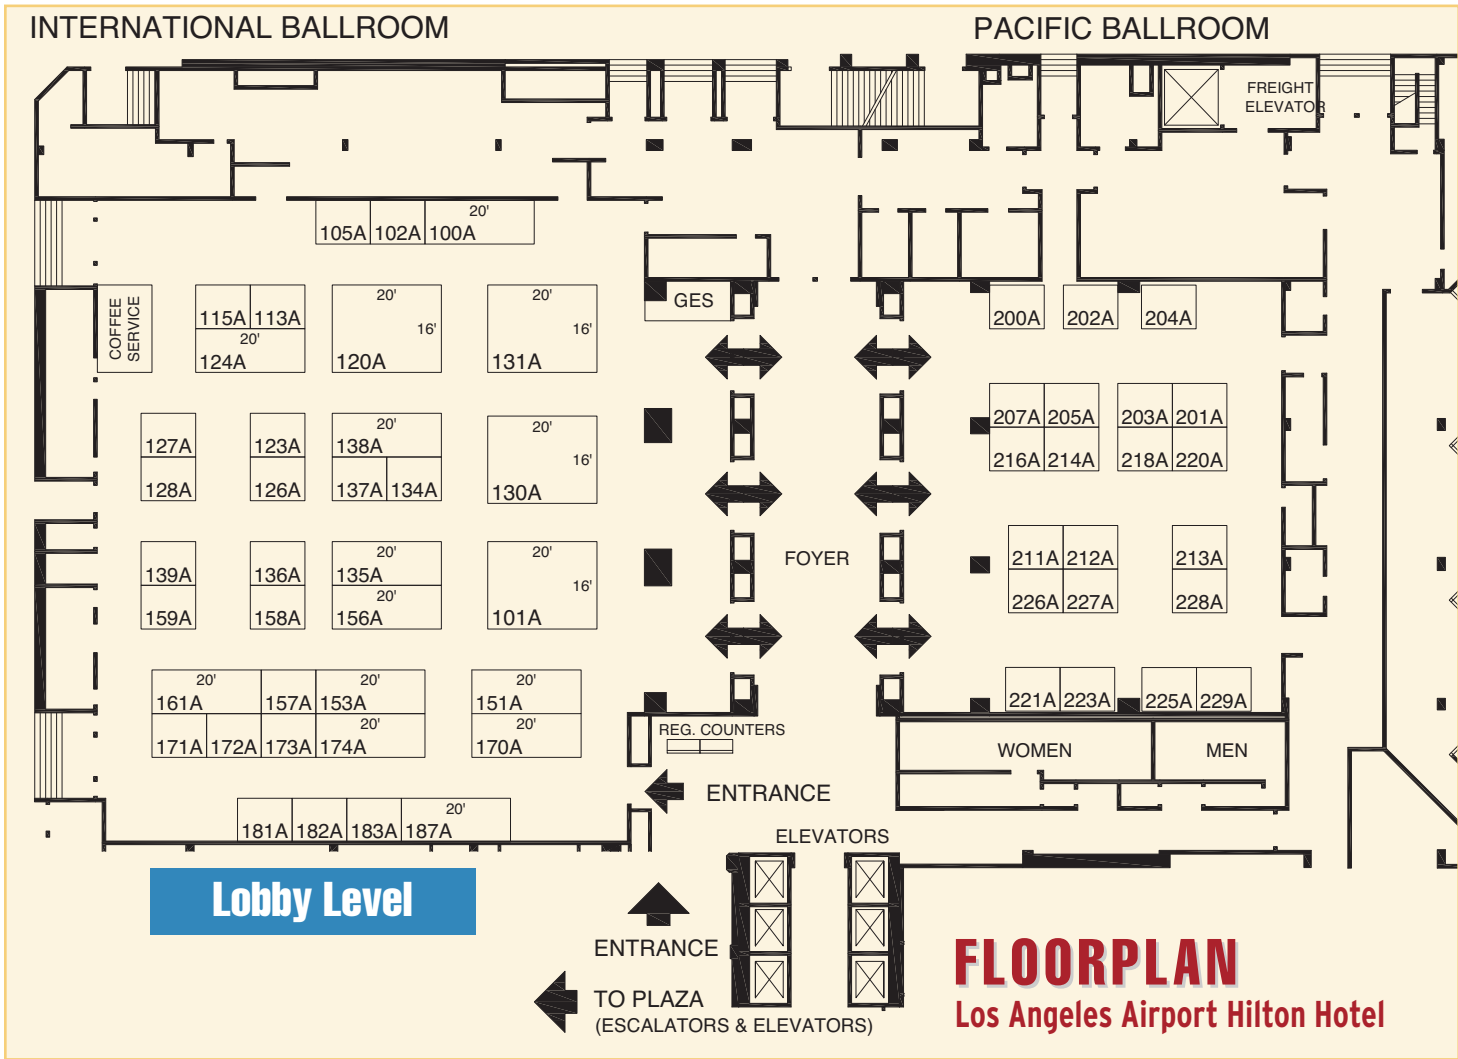 INTERNATIONAL BALLROOM
PACIFIC BALLROOM
FREIGHT
ELEVATOR
20'
105A 102A 100A
COFFEE
SERVICE
115A 113A
20'
124A
20'
16'
120A
20'
16'
131A
GES
200A 202A 204A
127A
128A
123A
126A
20'
138A
137A 134A
20'
16'
130A
207A 205A
216A 214A
203A 201A
218A 220A
139A
159A
136A
158A
20'
135A
20'
156A
20'
16'
101A
FOYER
211A 212A
226A 227A
213A
228A
20' 20'
161A 157A 153A
20'
171A 172A 173A 174A
20'
151A
20'
170A
221A 223A
225A 229A
REG. COUNTERS
WOMEN
MEN
ENTRANCE
20'
181A 182A 183A 187A
ELEVATORS
Lobby Level
ENTRANCE
TO PLAZA
(ESCALATORS & ELEVATORS)
FLOORPLAN
Los Angeles Airport Hilton Hotel